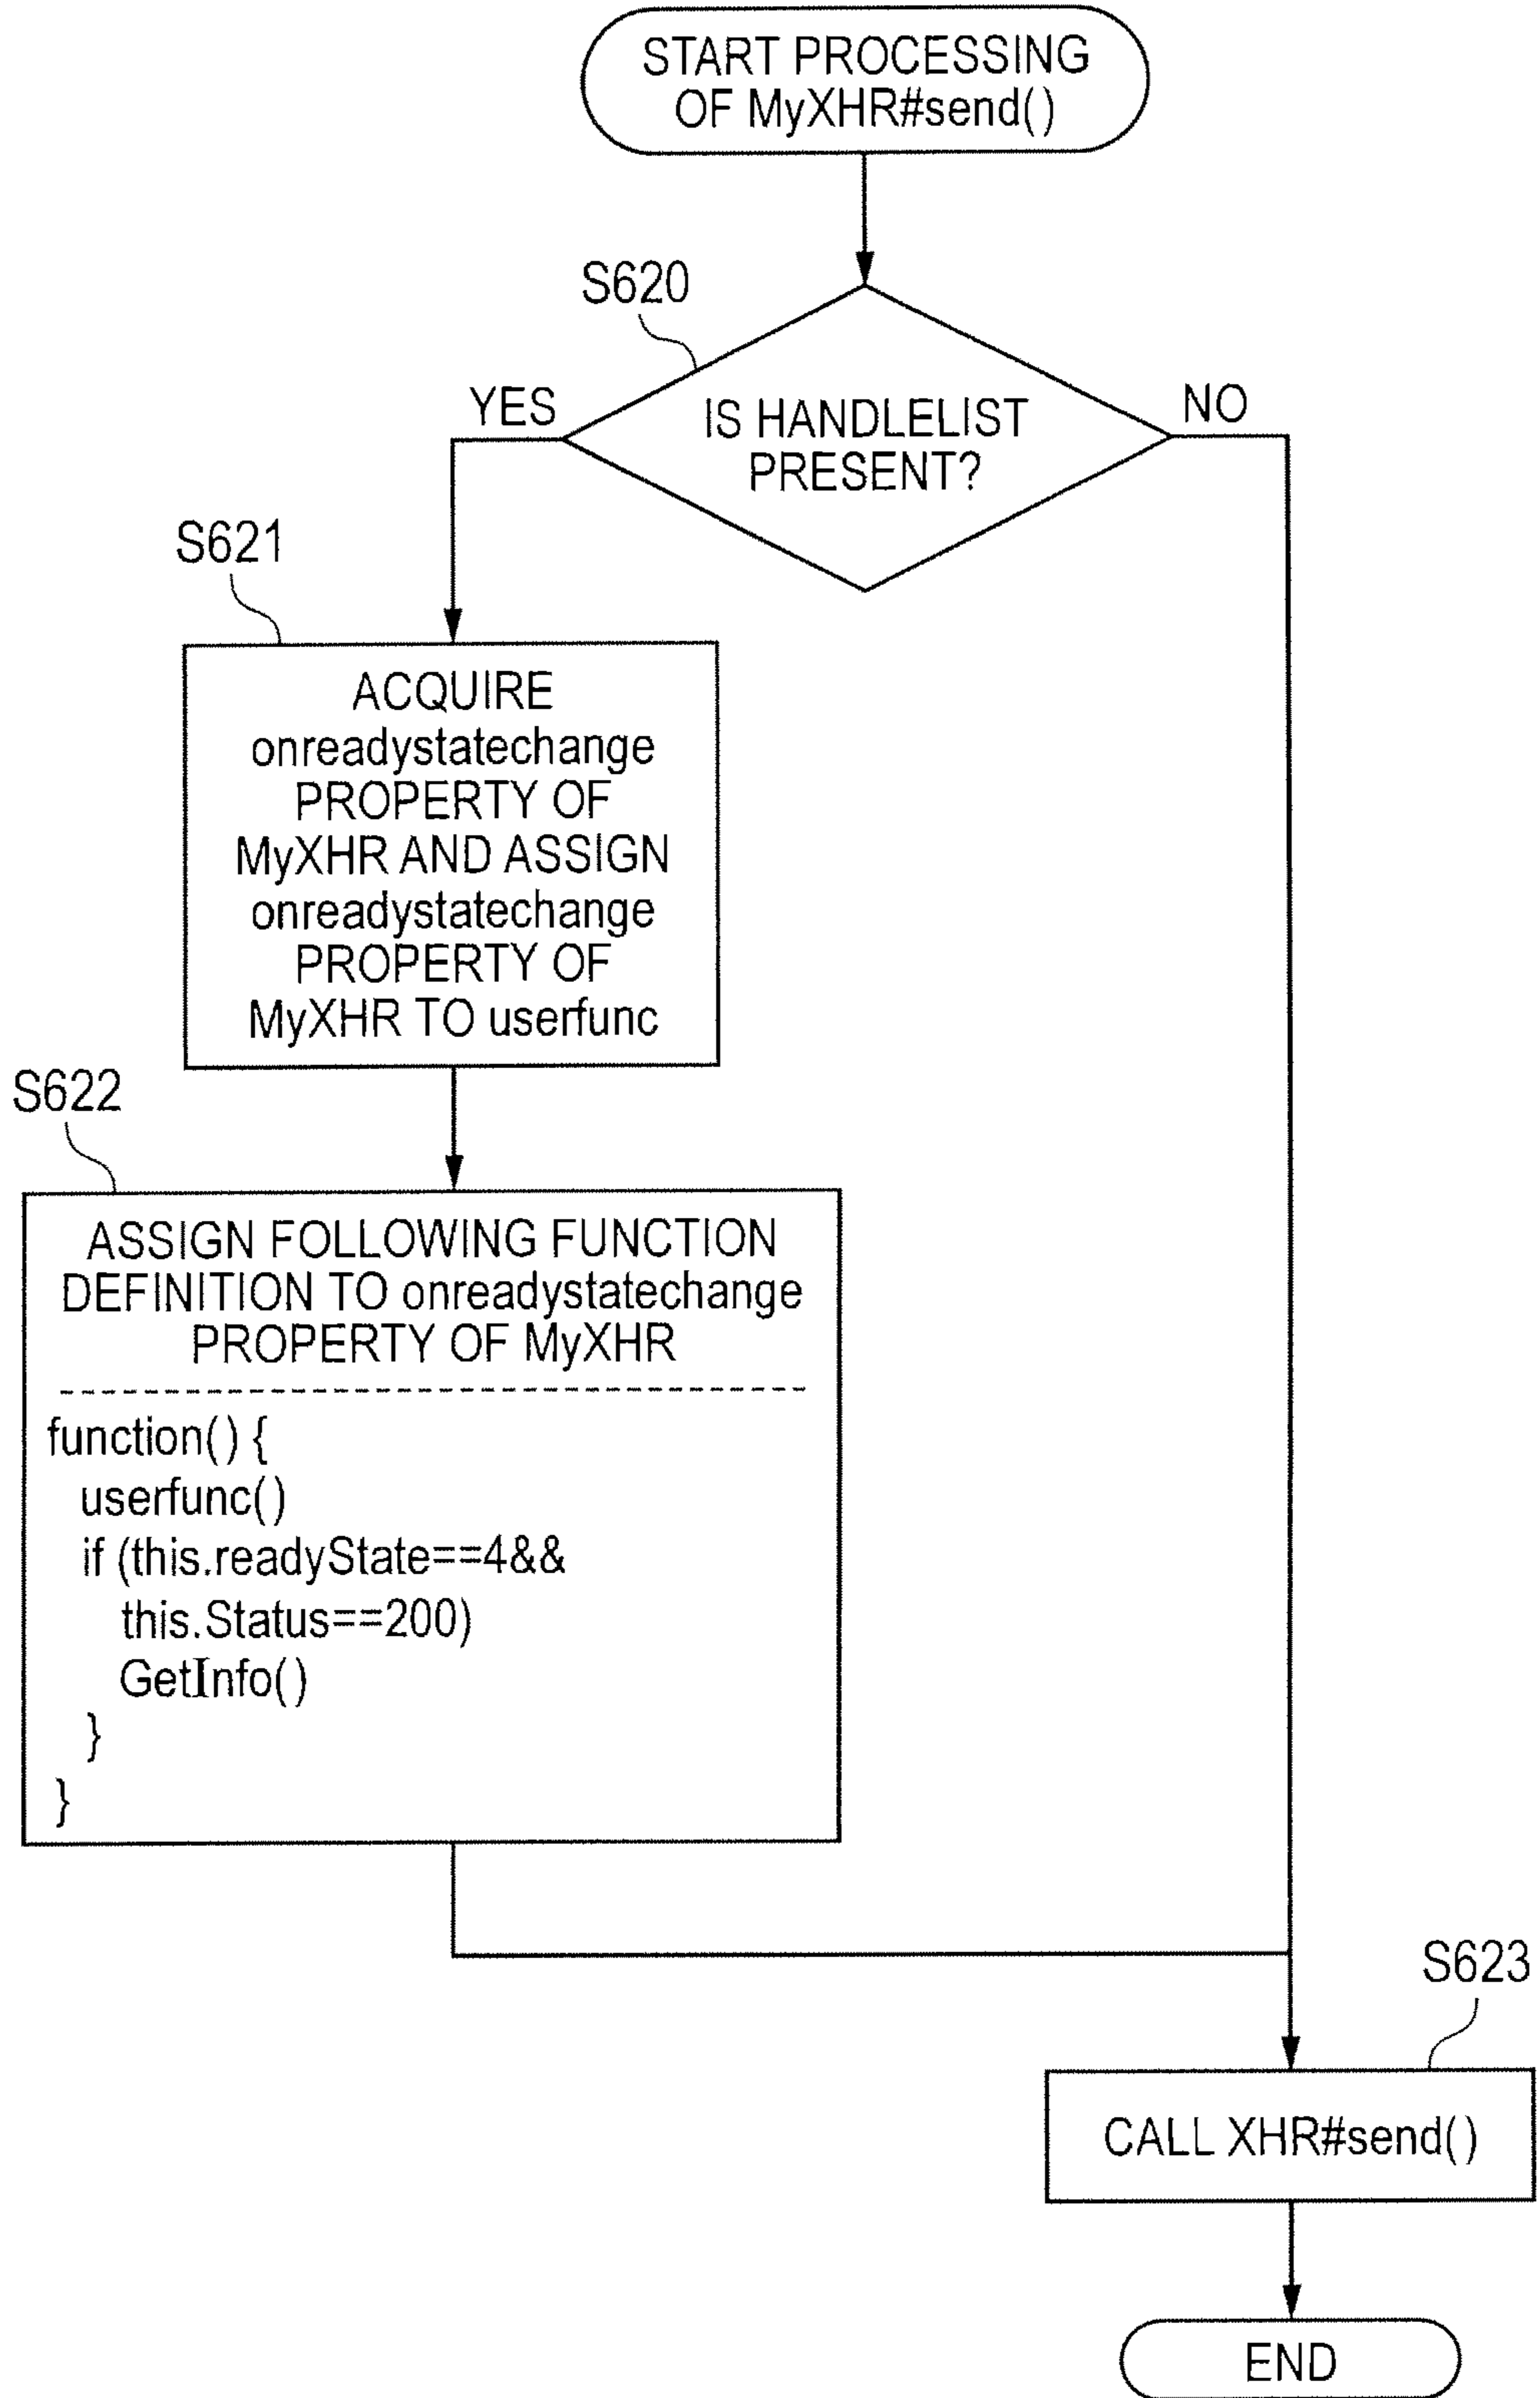 START PROCESSING
OF MyXHR#send()
S620
YES
IS HANDLELIST
PRESENT?
NO
S621
ACQUIRE
onreadystatechange
PROPERTY OF
MyXHR AND ASSIGN
onreadystatechange
PROPERTY OF
MyXHR TO userfunc
S622
ASSIGN FOLLOWING FUNCTION
DEFINITION TO onreadystatechange
PROPERTY OF MyXHR
function() {
userfunc()
if (this.readyState==4&&
this.Status==200)
GetInfo()
}
}
S623
CALL XHR#send()
END